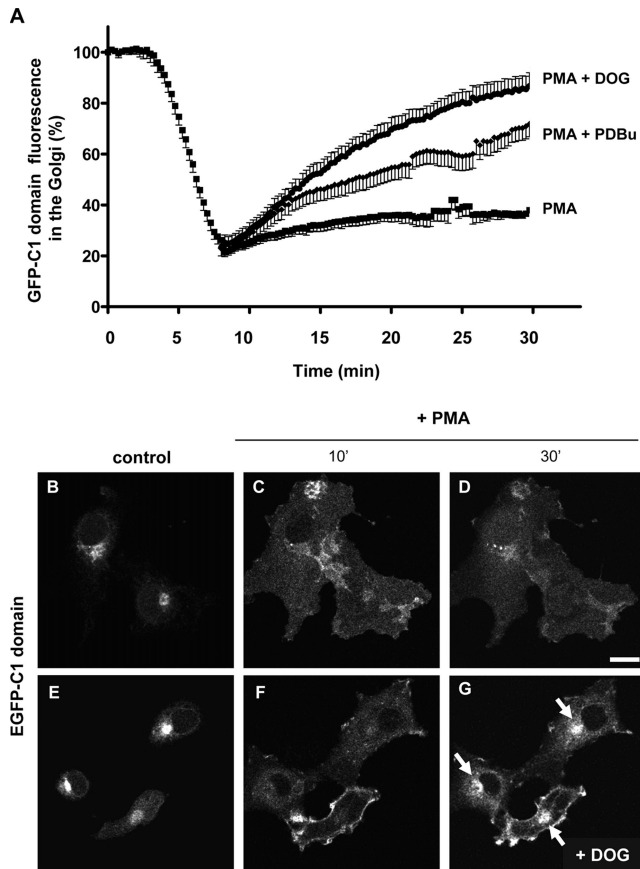 A
GFP-C1 domain fluorescence
in the Golgi (%)
100
80
60
40
20
0
PMA + DOG
PMA + PDBu
PMA
0 5 10 15 20 25 30
Time (min)
+ PMA
control 10' 30'
EGFP-C1 domain
B C D
E F G
+ DOG